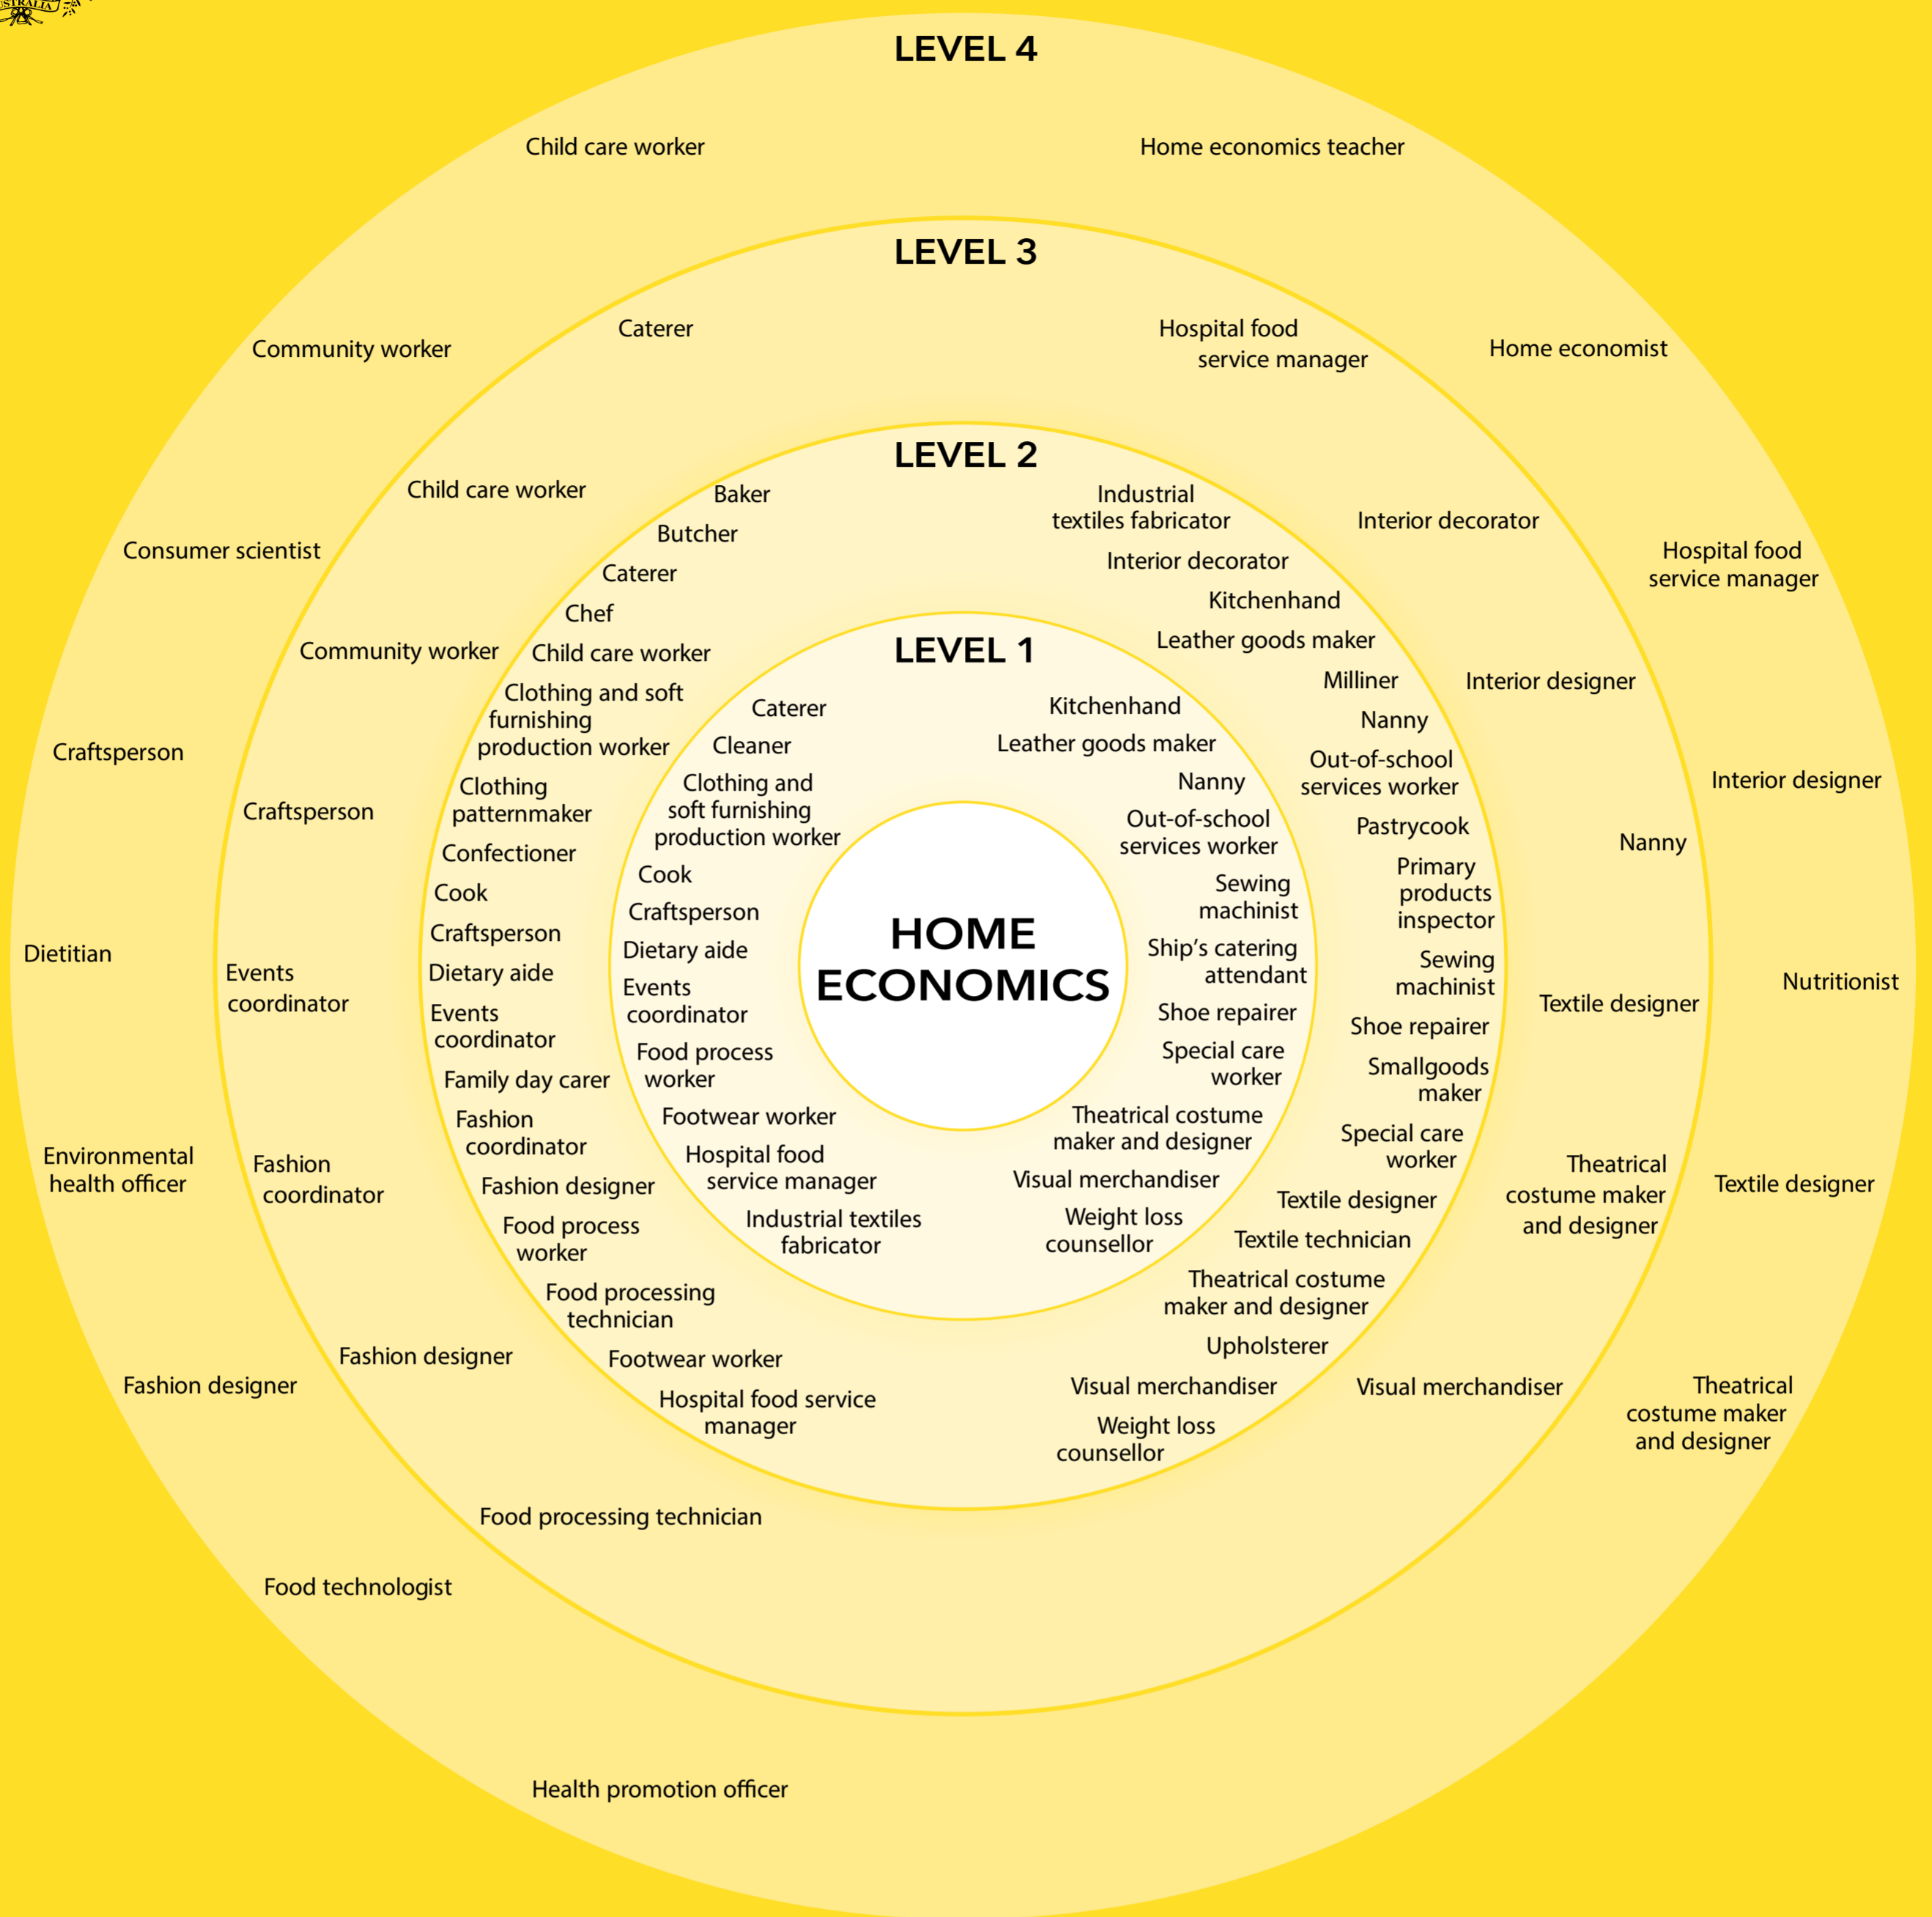 USTRALIA
LEVEL 4
Child care worker
Community worker
Consumer scientist
Craftsperson
Dietitian
Environmental
health officer
Fashion designer
Food technologist
Health promotion officer
Home economics teacher
Home economist
Hospital food
service manager
Interior designer
Nutritionist
Textile designer
Theatrical
costume maker
and designer
LEVEL 3
Caterer
Child care worker
Community worker
Craftsperson
Events
coordinator
Fashion
coordinator
Fashion designer
Food processing technician
Hospital food
service manager
Interior decorator
Interior designer
Nanny
Textile designer
Theatrical
costume maker
and designer
Visual merchandiser
LEVEL 2
Baker
Butcher
Caterer
Chef
Child care worker
Clothing and soft
furnishing
production worker
Clothing
patternmaker
Confectioner
Cook
Craftsperson
Dietary aide
Events
coordinator
Family day carer
Fashion
coordinator
Fashion designer
Food process
worker
Food processing
technician
Footwear worker
Hospital food service
manager
Industrial
textiles fabricator
Interior decorator
Kitchenhand
Leather goods maker
Milliner
Nanny
Out-of-school
services worker
Pastrycook
Primary
products
inspector
Sewing
machinist
Shoe repairer
Smallgoods
maker
Special care
worker
Textile designer
Textile technician
Theatrical costume
maker and designer
Upholsterer
Visual merchandiser
Weight loss
counsellor
LEVEL 1
Caterer
Cleaner
Clothing and
soft furnishing
production worker
Cook
Craftsperson
Dietary aide
Events
coordinator
Food process
worker
Footwear worker
Hospital food
service manager
Industrial textiles
fabricator
Kitchenhand
Leather goods maker
Nanny
Out-of-school
services worker
Sewing
machinist
Ship's catering
attendant
Shoe repairer
Special care
worker
Theatrical costume
maker and designer
Visual merchandiser
Weight loss
counsellor
HOME
ECONOMICS